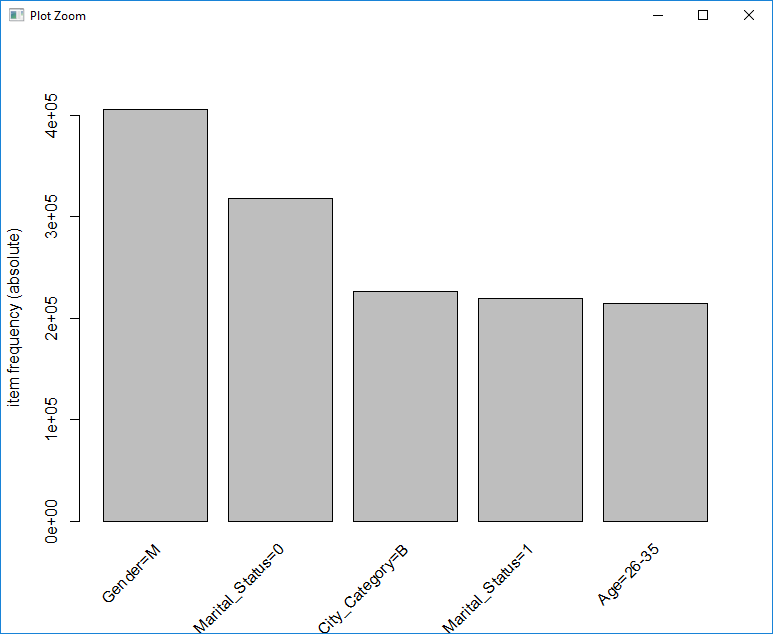 Plot Zoom
item frequency (absolute)
4e+05
3e+05
2e+05
1e+05
0e+00
Gender=M
Marital_Status=0
City_Category=B
Marital_Status=1
Age=26-35